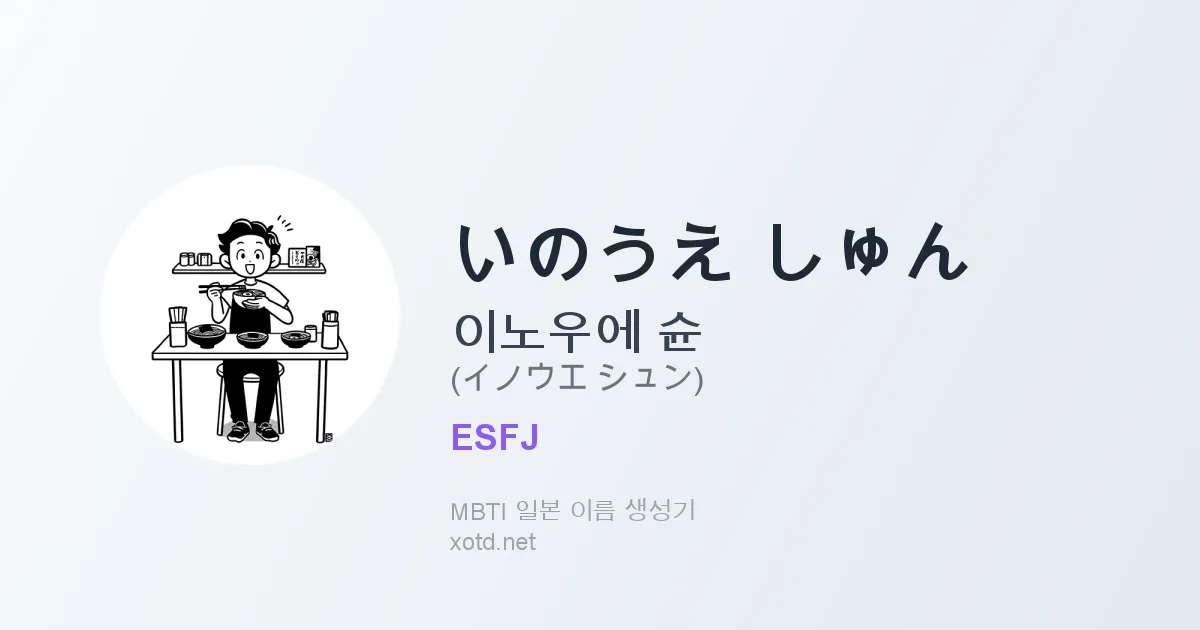 いのうえ しゅん
이노우에 슌
(イノウエ シュン)
ESFJ
MBTI 일본 이름 생성기
xotd.net